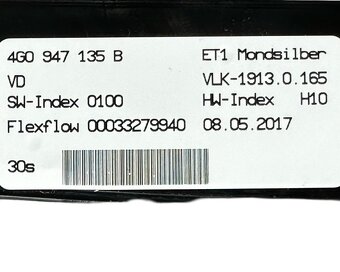 4G0 947 135 B ET1 Mondsilber
VD VLK-1913.0.165
SW-Index 0100 HW-Index H10
Flexflow 00033279940 08.05.2017
30s